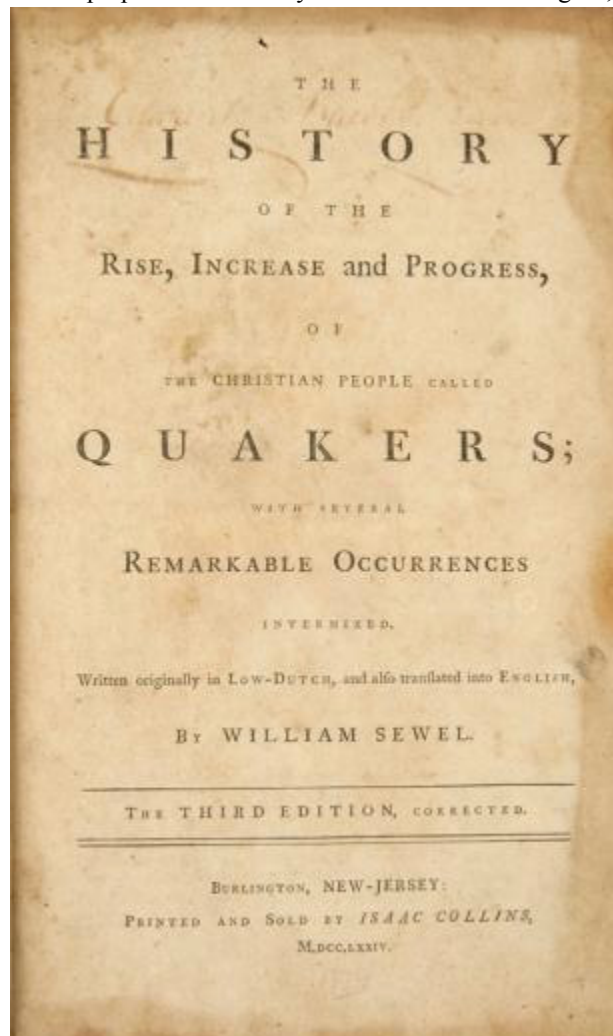 THE
HISTORY
OF THE
RISE, INCREASE and PROGRESS,
OF
THE CHRISTIAN PEOPLE CALLED
QUAKERS;
WITH SEVERAL
REMARKABLE OCCURRENCES
INTERMIXED.
Written originally in LOW-DUTCH, and also tranſlated into ENGLISH,
BY WILLIAM SEWEL.
THE THIRD EDITION, CORRECTED.
BURLINGTON, NEW-JERSEY:
PRINTED AND SOLD BY ISAAC COLLINS,
M.DCC.LXXIV.